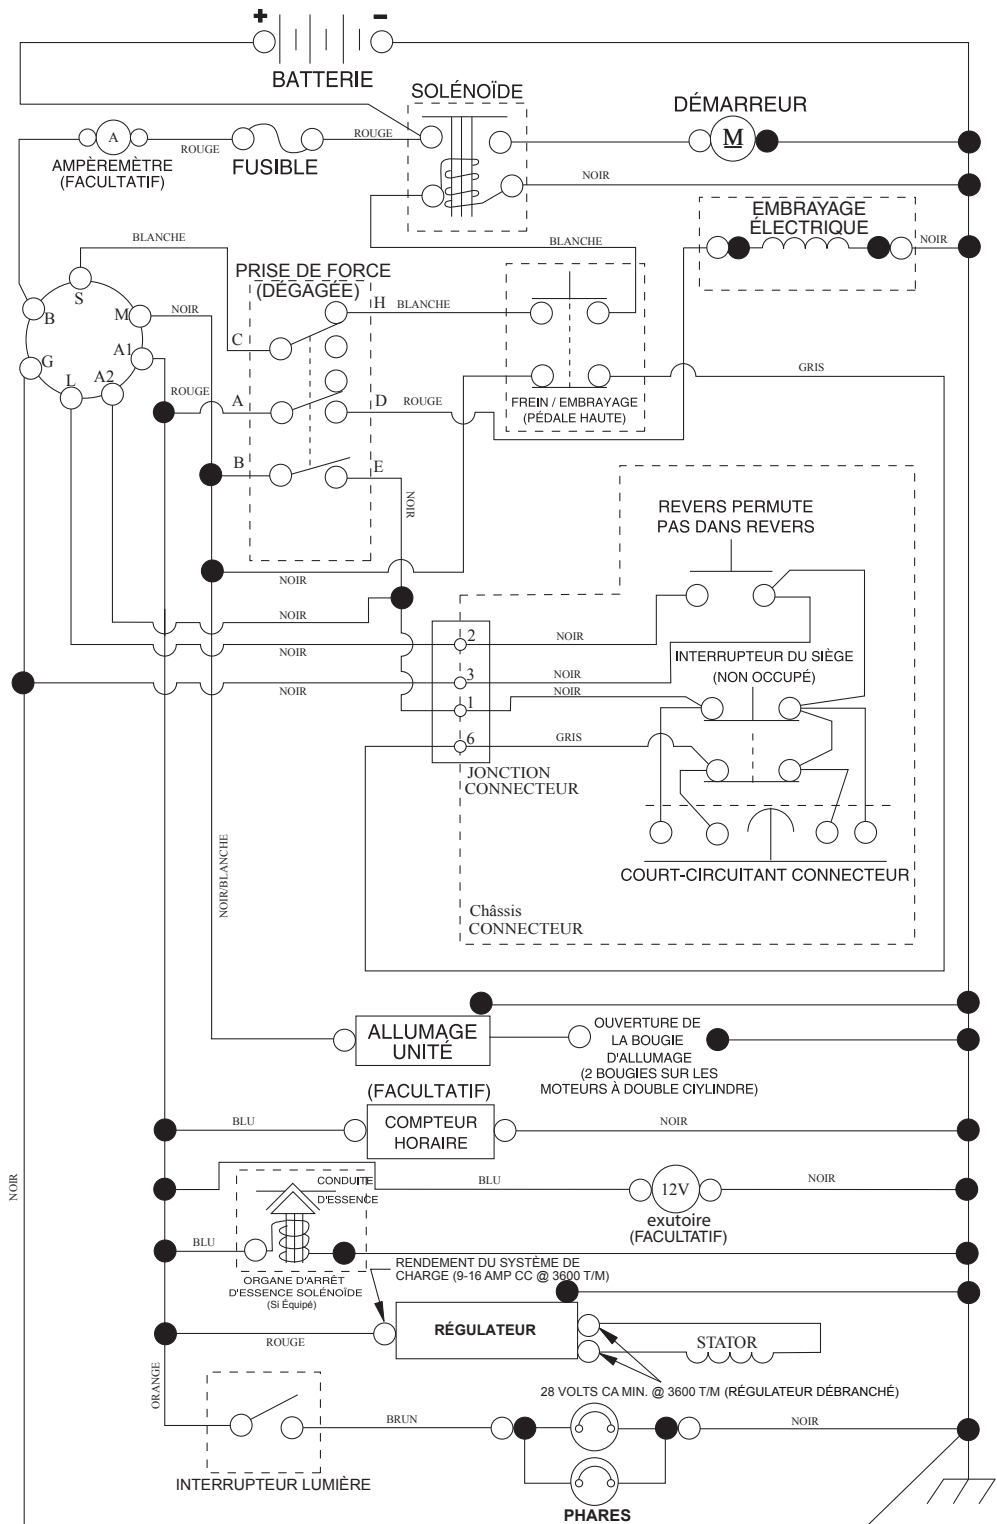 + -
BATTERIE
SOLÉNOÏDE
DÉMARREUR
A
M
ROUGE
ROUGE
AMPÈREMÈTRE
(FACULTATIF)
FUSIBLE
NOIR
EMBRAYAGE
ÉLECTRIQUE
NOIR
BLANCHE
BLANCHE
PRISE DE FORCE
(DÉGAGÉE)
S
B
M
NOIR
H
BLANCHE
C
G
A1
L
A2
ROUGE
A
D
ROUGE
GRIS
FREIN / EMBRAYAGE
(PÉDALE HAUTE)
B
E
NOIR
REVERS PERMUTE
PAS DANS REVERS
NOIR
NOIR
2
NOIR
NOIR
INTERRUPTEUR DU SIÈGE
(NON OCCUPÉ)
3
NOIR
NOIR
1
NOIR
6
GRIS
JONCTION
CONNECTEUR
NOIR/BLANCHE
COURT-CIRCUITANT CONNECTEUR
Châssis
CONNECTEUR
ALLUMAGE
UNITÉ
OUVERTURE DE
LA BOUGIE
D'ALLUMAGE
(2 BOUGIES SUR LES
MOTEURS À DOUBLE CIYLINDRE)
(FACULTATIF)
COMPTEUR
HORAIRE
BLU
NOIR
NOIR
CONDUITE
D'ESSENCE
BLU
12V
NOIR
exutoire
(FACULTATIF)
BLU
RENDEMENT DU SYSTÈME DE
CHARGE (9-16 AMP CC @ 3600 T/M)
ORGANE D'ARRÊT
D'ESSENCE SOLÉNOÏDE
(Si Équipé)
RÉGULATEUR
ROUGE
STATOR
ORANGE
28 VOLTS CA MIN. @ 3600 T/M (RÉGULATEUR DÉBRANCHÉ)
BRUN
NOIR
INTERRUPTEUR LUMIÈRE
PHARES